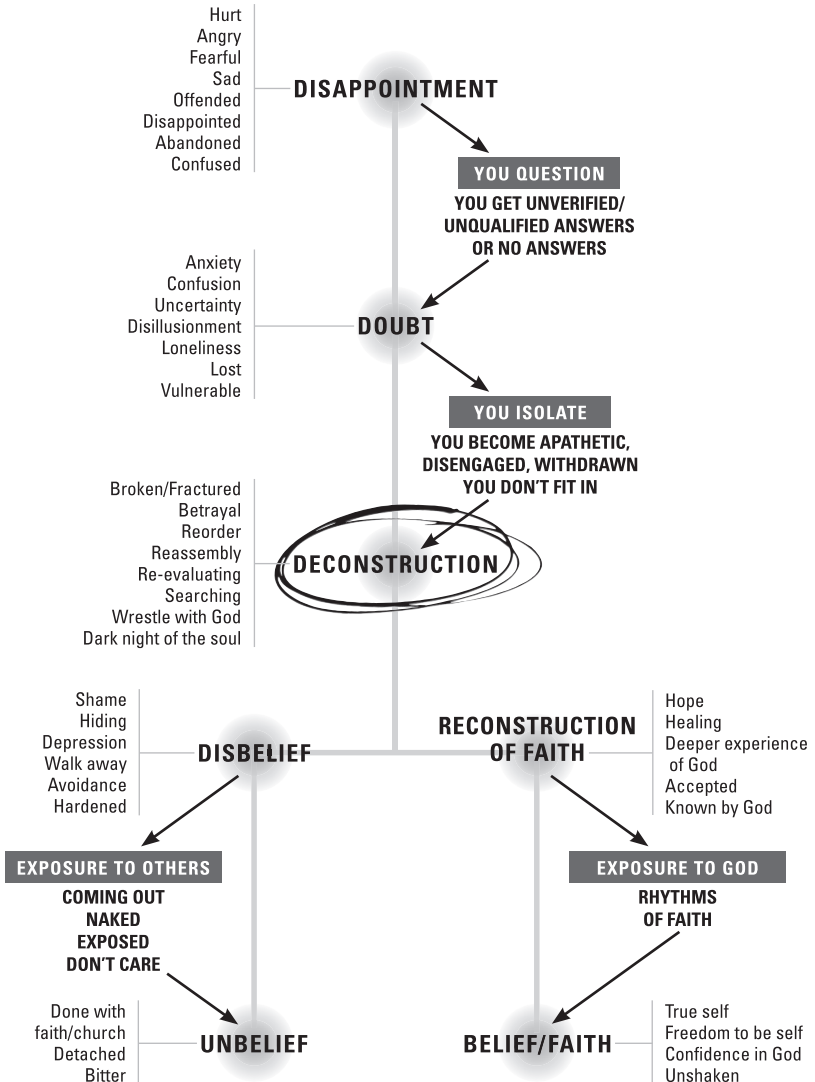 Hurt
Angry
Fearful
Sad
Offended
Disappointed
Abandoned
Confused
DISAPPOINTMENT
YOU QUESTION
YOU GET UNVERIFIED/
UNQUALIFIED ANSWERS
OR NO ANSWERS
Anxiety
Confusion
Uncertainty
Disillusionment
Loneliness
Lost
Vulnerable
DOUBT
YOU ISOLATE
YOU BECOME APATHETIC,
DISENGAGED, WITHDRAWN
YOU DON'T FIT IN
Broken/Fractured
Betrayal
Reorder
Reassembly
Re-evaluating
Searching
Wrestle with God
Dark night of the soul
DECONSTRUCTION
Shame
Hiding
Depression
Walk away
Avoidance
Hardened
DISBELIEF
RECONSTRUCTION
OF FAITH
Hope
Healing
Deeper experience
of God
Accepted
Known by God
EXPOSURE TO OTHERS
COMING OUT
NAKED
EXPOSED
DON'T CARE
EXPOSURE TO GOD
RHYTHMS
OF FAITH
Done with
faith/church
Detached
Bitter
UNBELIEF
BELIEF/FAITH
True self
Freedom to be self
Confidence in God
Unshaken